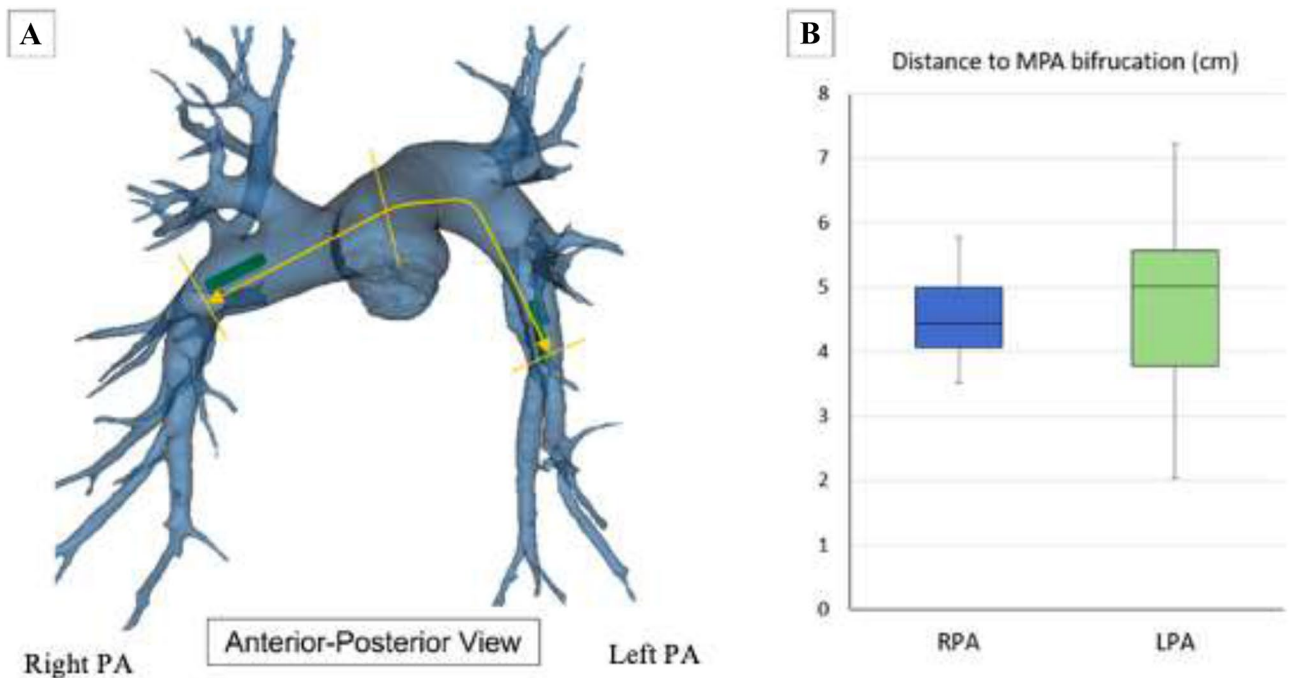 A
B
Distance to MPA bifrucation (cm)
8
7
6
5
4
3
2
1
0
RPA
LPA
Anterior-Posterior View
Right PA
Left PA